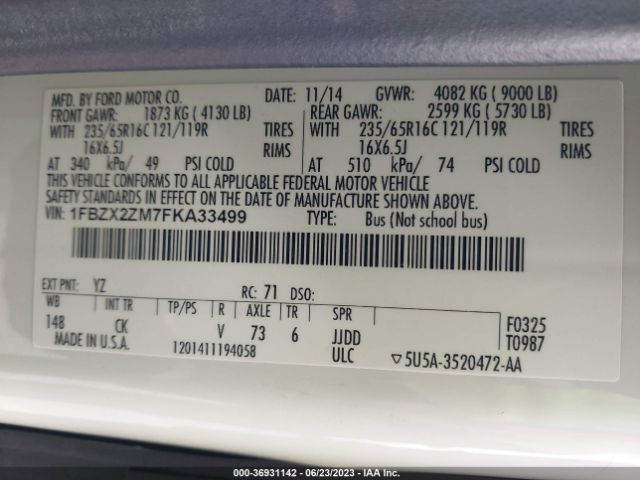 MFD. BY FORD MOTOR CO. DATE: 11/14 GVWR: 4082 KG ( 9000 LB)
FRONT GAWR: 1873 KG ( 4130 LB) REAR GAWR: 2599 KG ( 5730 LB)
WITH 235/65R16C 121/119R TIRES WITH 235/65R16C 121/119R TIRES
16X6.5J RIMS 16X6.5J RIMS
AT 340 kPa/ 49 PSI COLD AT 510 kPa/ 74 PSI COLD
THIS VEHICLE CONFORMS TO ALL APPLICABLE FEDERAL MOTOR VEHICLE
SAFETY STANDARDS IN EFFECT ON THE DATE OF MANUFACTURE SHOWN ABOVE.
VIN: 1FBZX2ZM7FKA33499 TYPE: Bus (Not school bus)
EXT PNT: YZ RC: 71 DSO:
WB INT TR TP/PS R AXLE TR SPR F0325
148 CK V 73 6 JJDD T0987
MADE IN U.S.A. 1201411194058 ULC ▽5U5A-3520472-AA
000-36931142 - 06/23/2023 - IAA Inc.